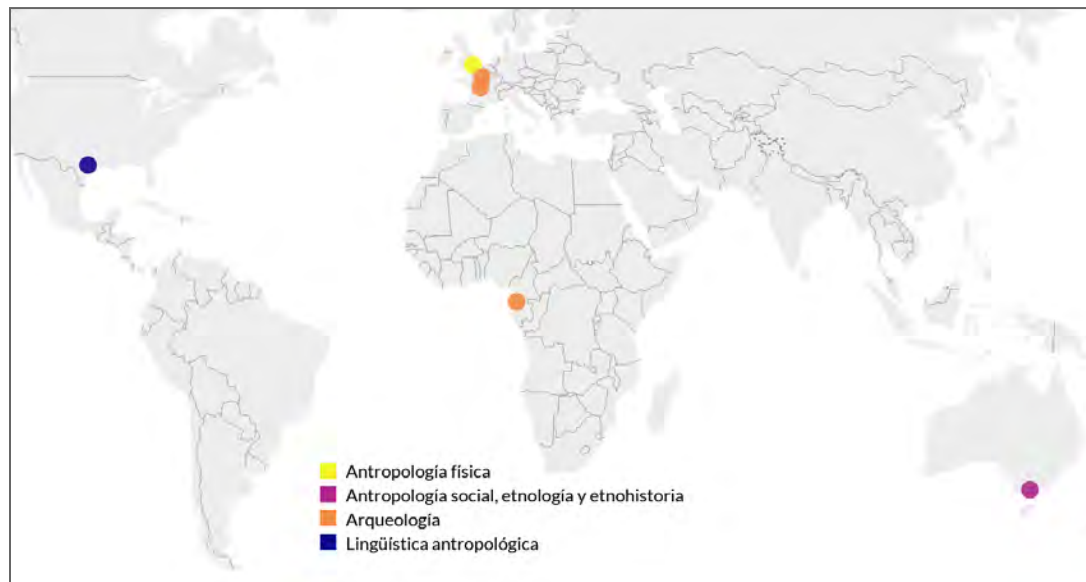 Antropología física
Antropología social, etnología y etnohistoria
Arqueología
Lingüística antropológica